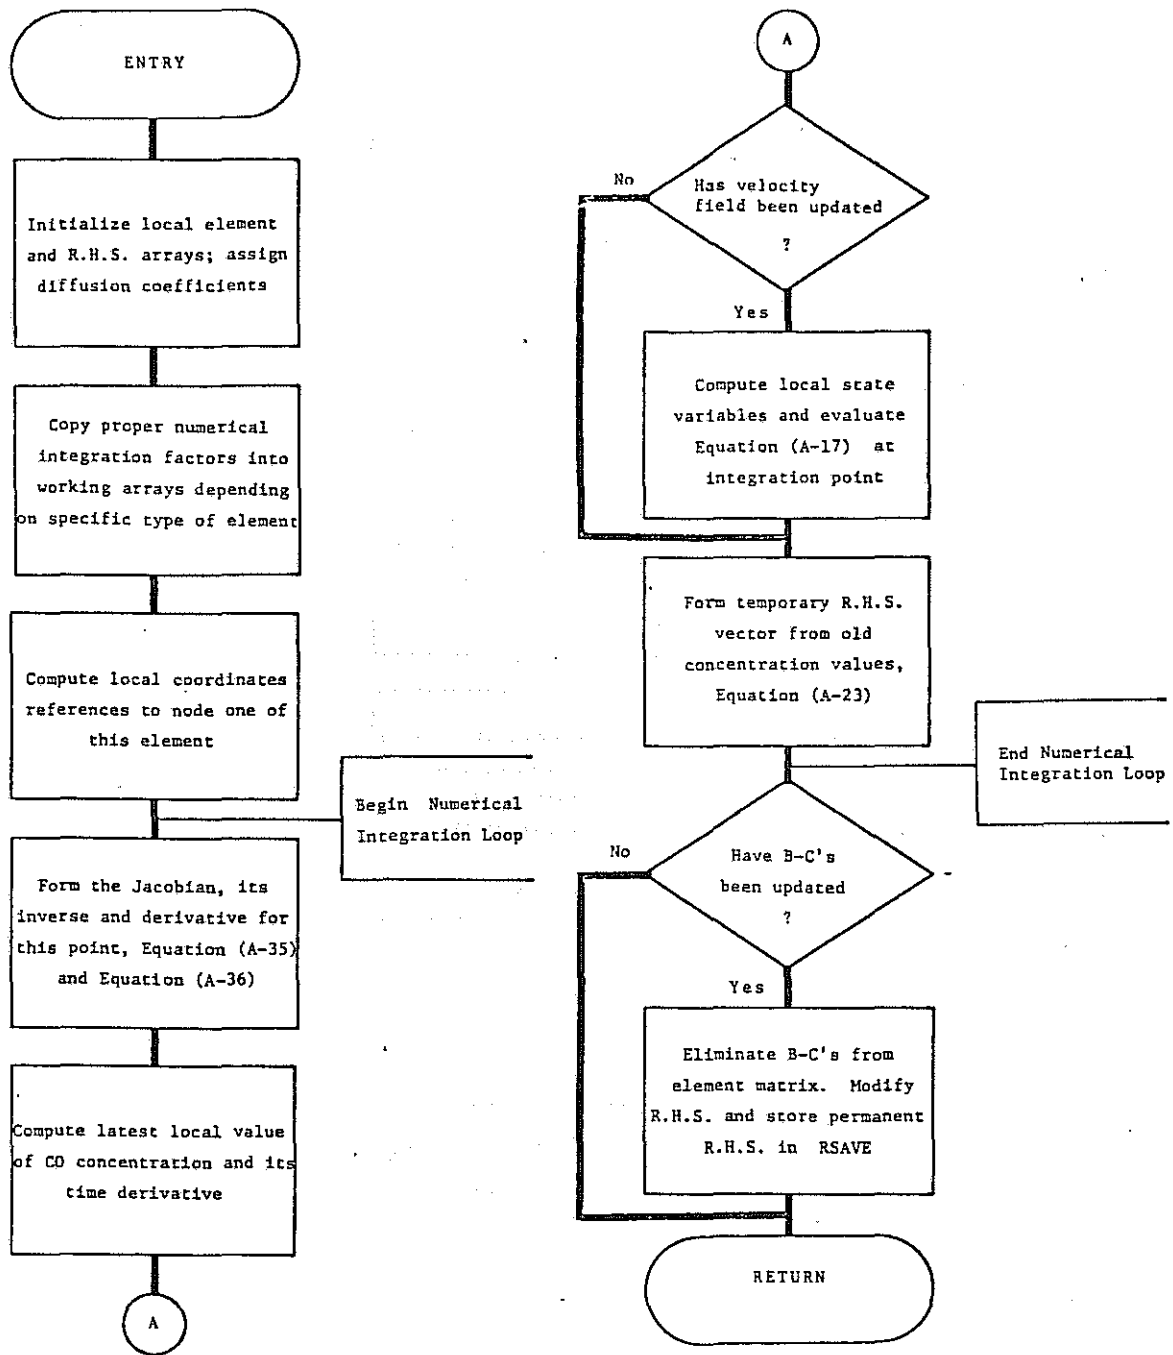 ENTRY
Initialize local element
and R.H.S. arrays; assign
diffusion coefficients
Copy proper numerical
integration factors into
working arrays depending
on specific type of element
Compute local coordinates
references to node one of
this element
Begin Numerical
Integration Loop
Form the Jacobian, its
inverse and derivative for
this point, Equation (A-35)
and Equation (A-36)
Compute latest local value
of CO concentration and its
time derivative
A
A
No
Has velocity
field been updated
?
Yes
Compute local state
variables and evaluate
Equation (A-17) at
integration point
Form temporary R.H.S.
vector from old
concentration values,
Equation (A-23)
End Numerical
Integration Loop
No
Have B-C's
been updated
?
Yes
Eliminate B-C's from
element matrix. Modify
R.H.S. and store permanent
R.H.S. in RSAVE
RETURN